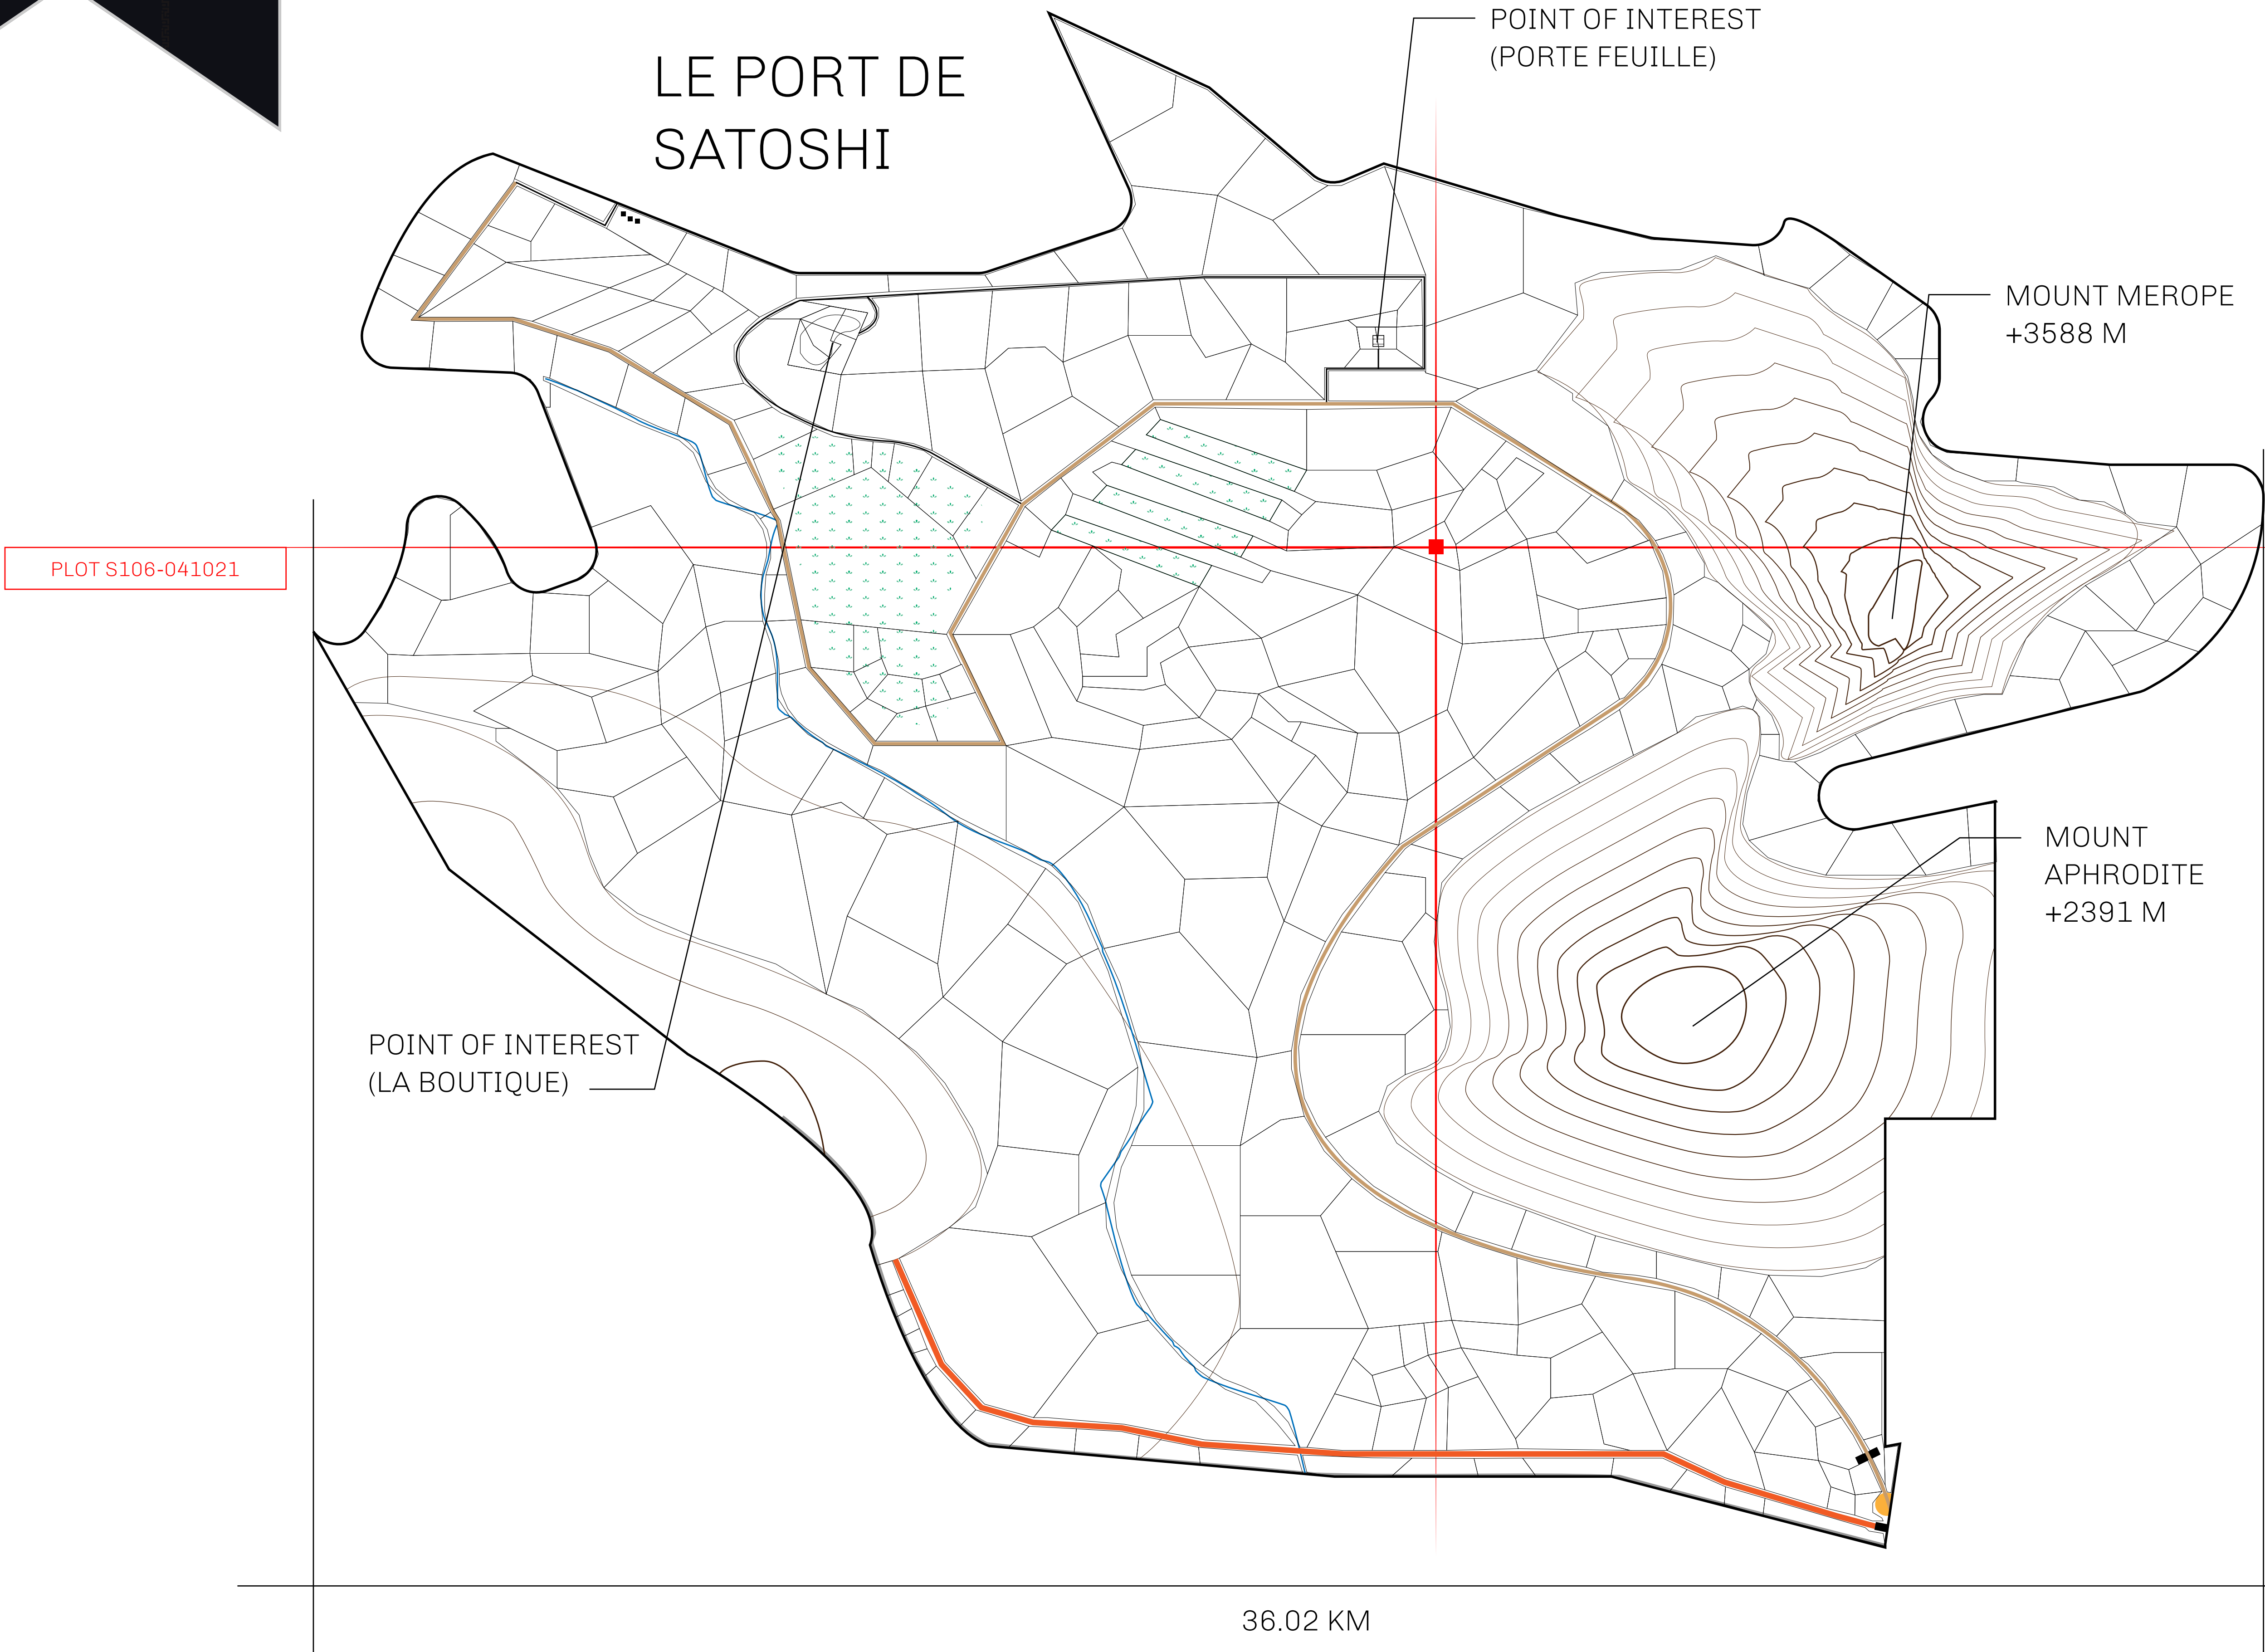 LE PORT DE
SATOSHI
POINT OF INTEREST
(PORTE FEUILLE)
MOUNT MEROPE
+3588 M
PLOT S106-041021
MOUNT
APHRODITE
+2391 M
POINT OF INTEREST
(LA BOUTIQUE)
36.02 KM